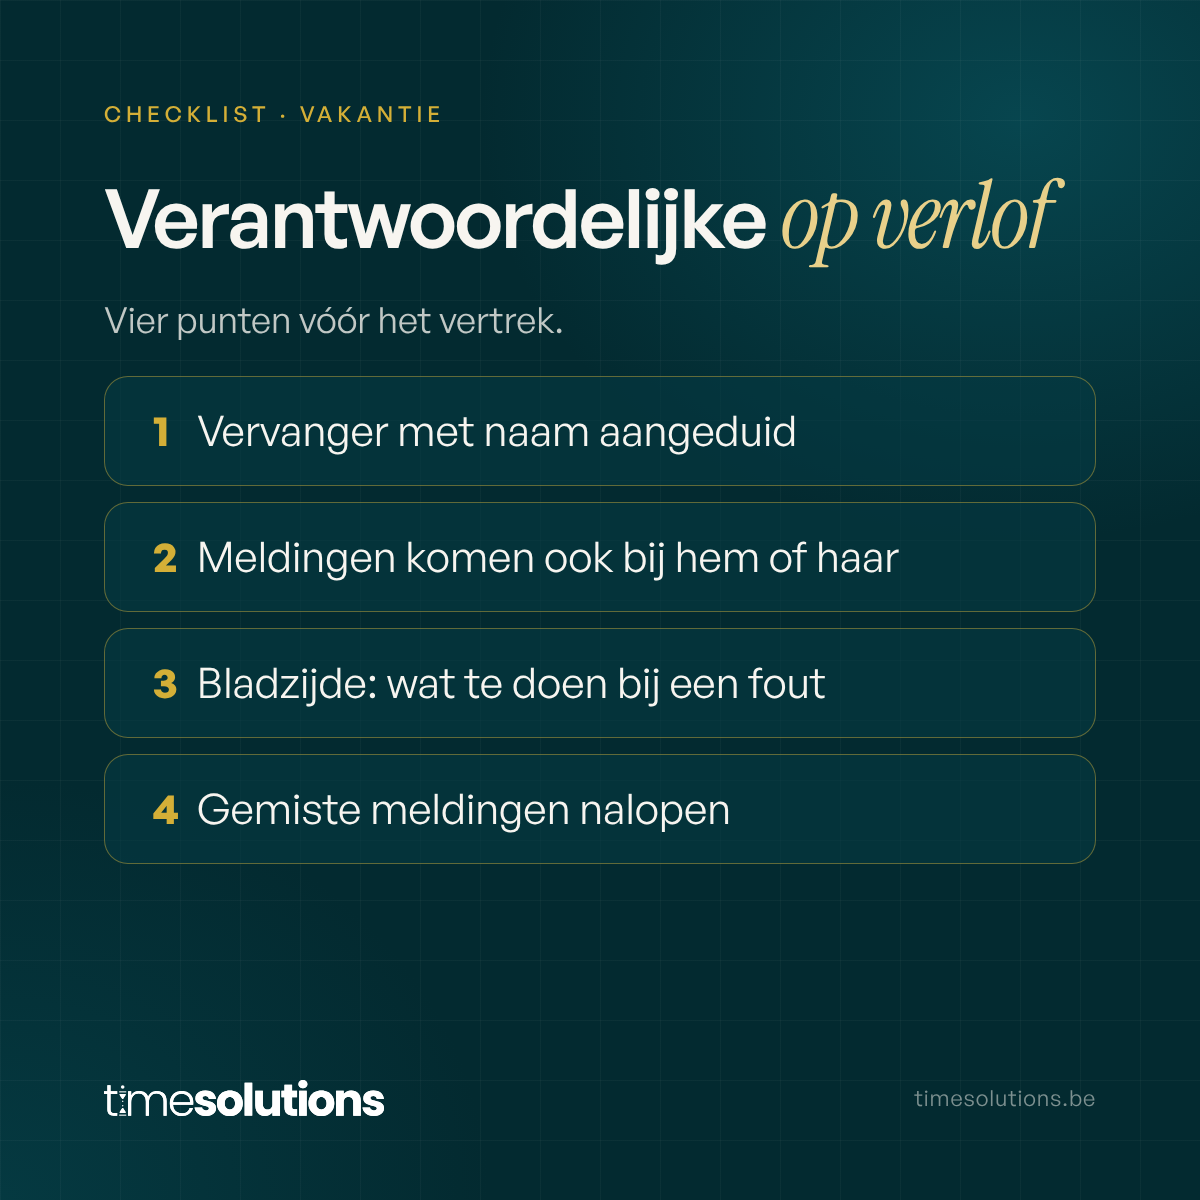 CHECKLIST · VAKANTIE
Verantwoordelijke op verlof
Vier punten vóór het vertrek.
1 Vervanger met naam aangeduid
2 Meldingen komen ook bij hem of haar
3 Bladzijde: wat te doen bij een fout
4 Gemiste meldingen nalopen
timesolutions
timesolutions.be